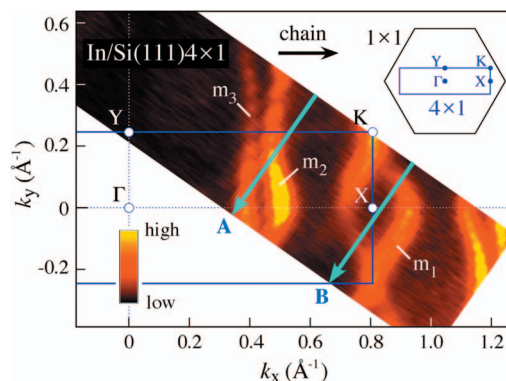 In/Si(111)4×1
chain
1×1
Y
K
Γ
X
4×1
m3
Y
K
m2
Γ
X
A
high
m1
low
B
0.6
0.4
0.2
0
-0.2
ky (Å-1)
0
0.2
0.4
0.6
0.8
1.0
1.2
kx (Å-1)